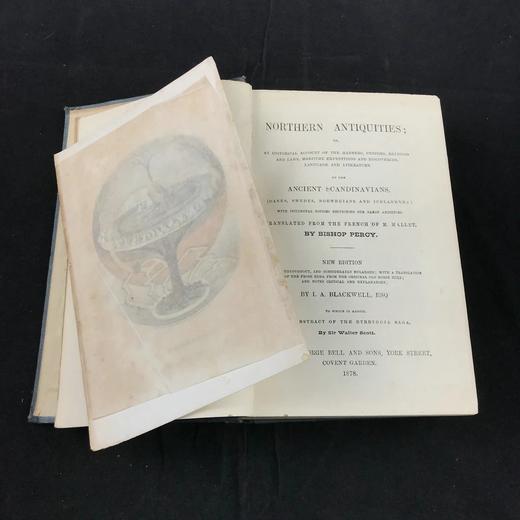 NORTHERN ANTIQUITIES;
OR,
AN HISTORICAL ACCOUNT OF THE MANNERS, CUSTOMS, RELIGION
AND LAWS, MARITIME EXPEDITIONS AND DISCOVERIES,
LANGUAGE AND LITERATURE
OF THE
ANCIENT SCANDINAVIANS,
(DANES, SWEDES, NORWEGIANS AND ICELANDERS.)
WITH INCIDENTAL NOTICES RESPECTING OUR SAXON ANCESTORS.
TRANSLATED FROM THE FRENCH OF M. MALLET,
BY BISHOP PERCY.
NEW EDITION
THROUGHOUT, AND CONSIDERABLY ENLARGED; WITH A TRANSLATION
OF THE PROSE EDDA FROM THE ORIGINAL OLD NORSE TEXT;
AND NOTES CRITICAL AND EXPLANATORY,
BY I. A. BLACKWELL, ESQ
TO WHICH IS ADDED,
ABSTRACT OF THE EYRBYGGJA SAGA,
By Sir Walter Scott.
GEORGE BELL AND SONS, YORK STREET,
COVENT GARDEN.
1878.